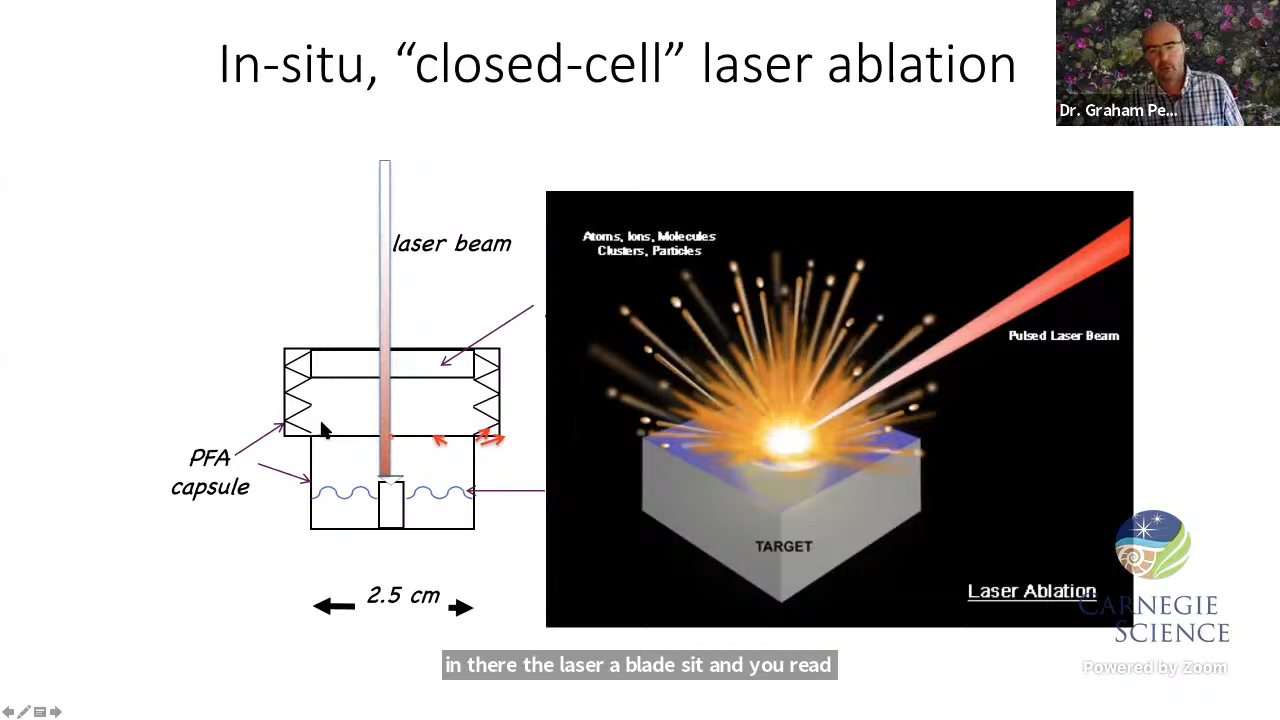 In-situ, “closed-cell” laser ablation
Dr. Graham Pe...
laser beam
PFA
capsule
2.5 cm
Atoms, Ions, Molecules
Clusters, Particles
Pulsed Laser Beam
TARGET
Laser Ablation
CARNEGIE
SCIENCE
in there the laser a blade sit and you read
Powered by Zoom